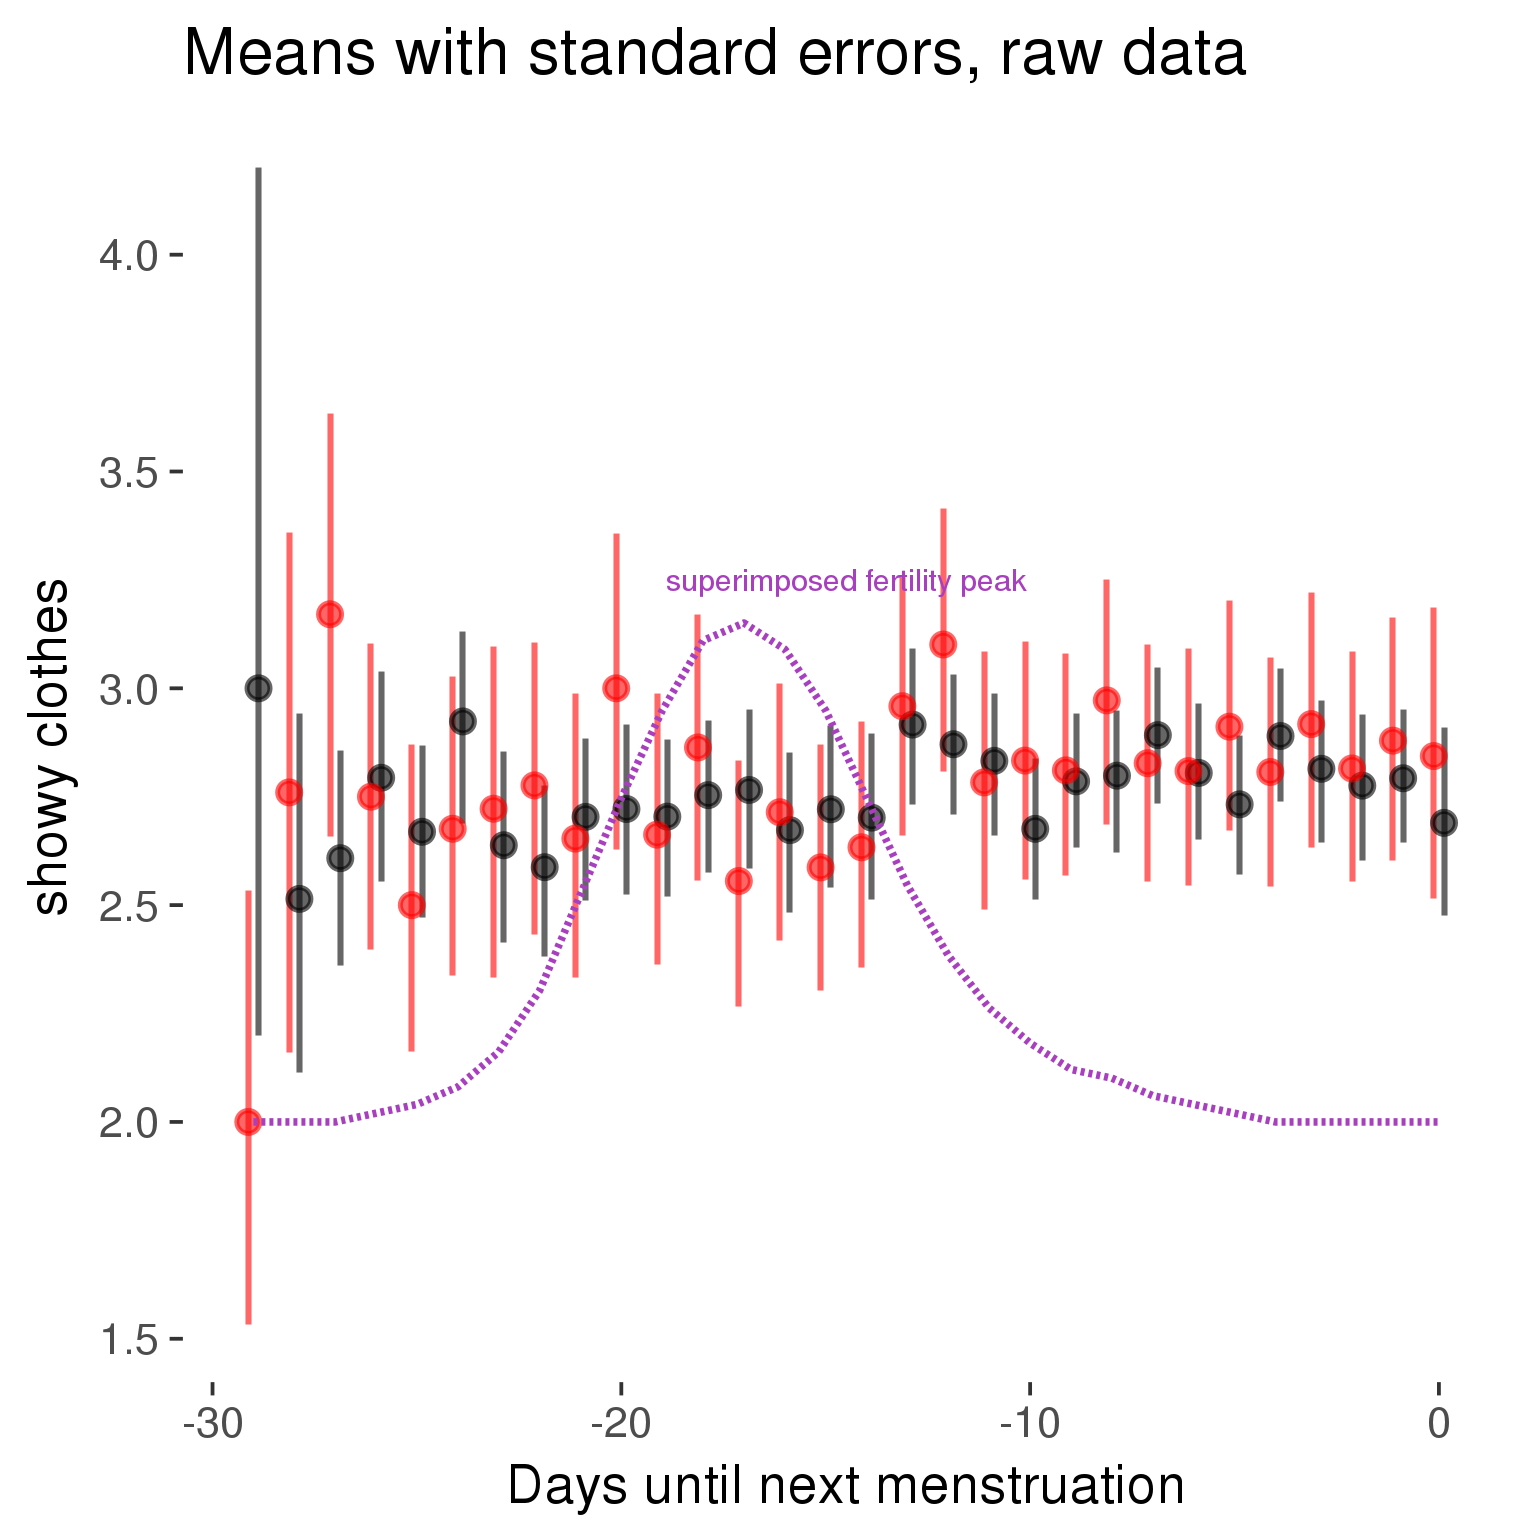 Means with standard errors, raw data
4.0
3.5
superimposed fertility peak
3.0
showy clothes
2.5
2.0
1.5
-30 -20 -10 0
Days until next menstruation